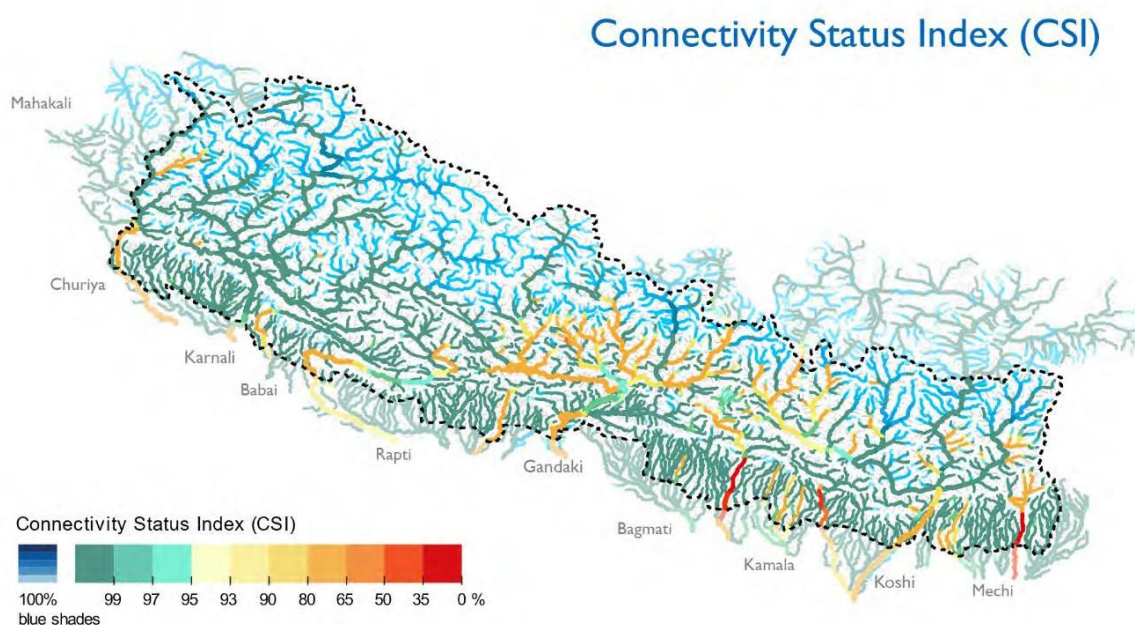 Connectivity Status Index (CSI)
Mahakali
Churiya
Karnali
Babai
Rapti
Gandaki
Bagmati
Kamala
Koshi
Mechi
Connectivity Status Index (CSI)
100% 99 97 95 93 90 80 65 50 35 0 %
blue shades